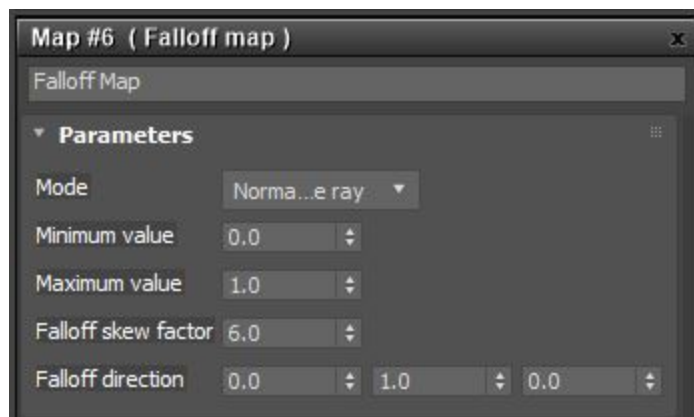 Map #6 ( Falloff map )
Falloff Map
Parameters
Mode Norma...e ray
Minimum value 0.0
Maximum value 1.0
Falloff skew factor 6.0
Falloff direction 0.0 1.0 0.0